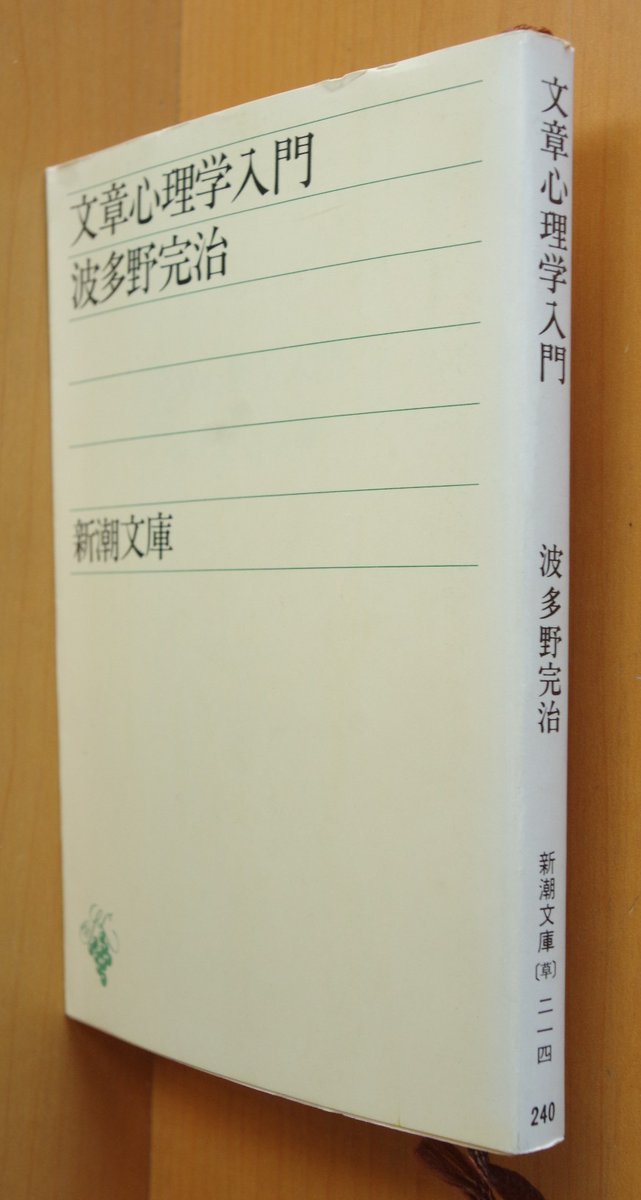 文章心理学入門
波多野完治
新潮文庫
文章心理学入門
波多野完治
新潮文庫
〔草〕二一四
240